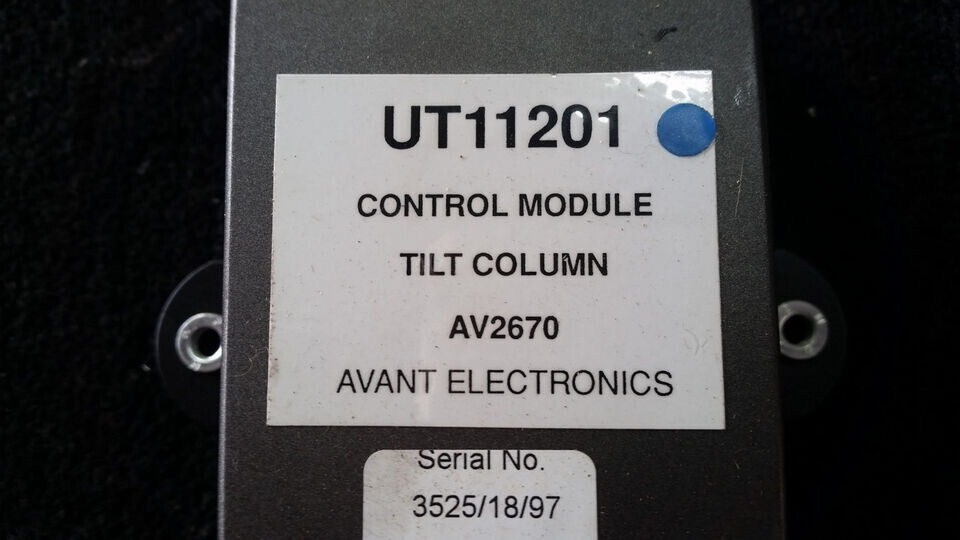 UT11201
CONTROL MODULE
TILT COLUMN
AV2670
AVANT ELECTRONICS
Serial No.
3525/18/97